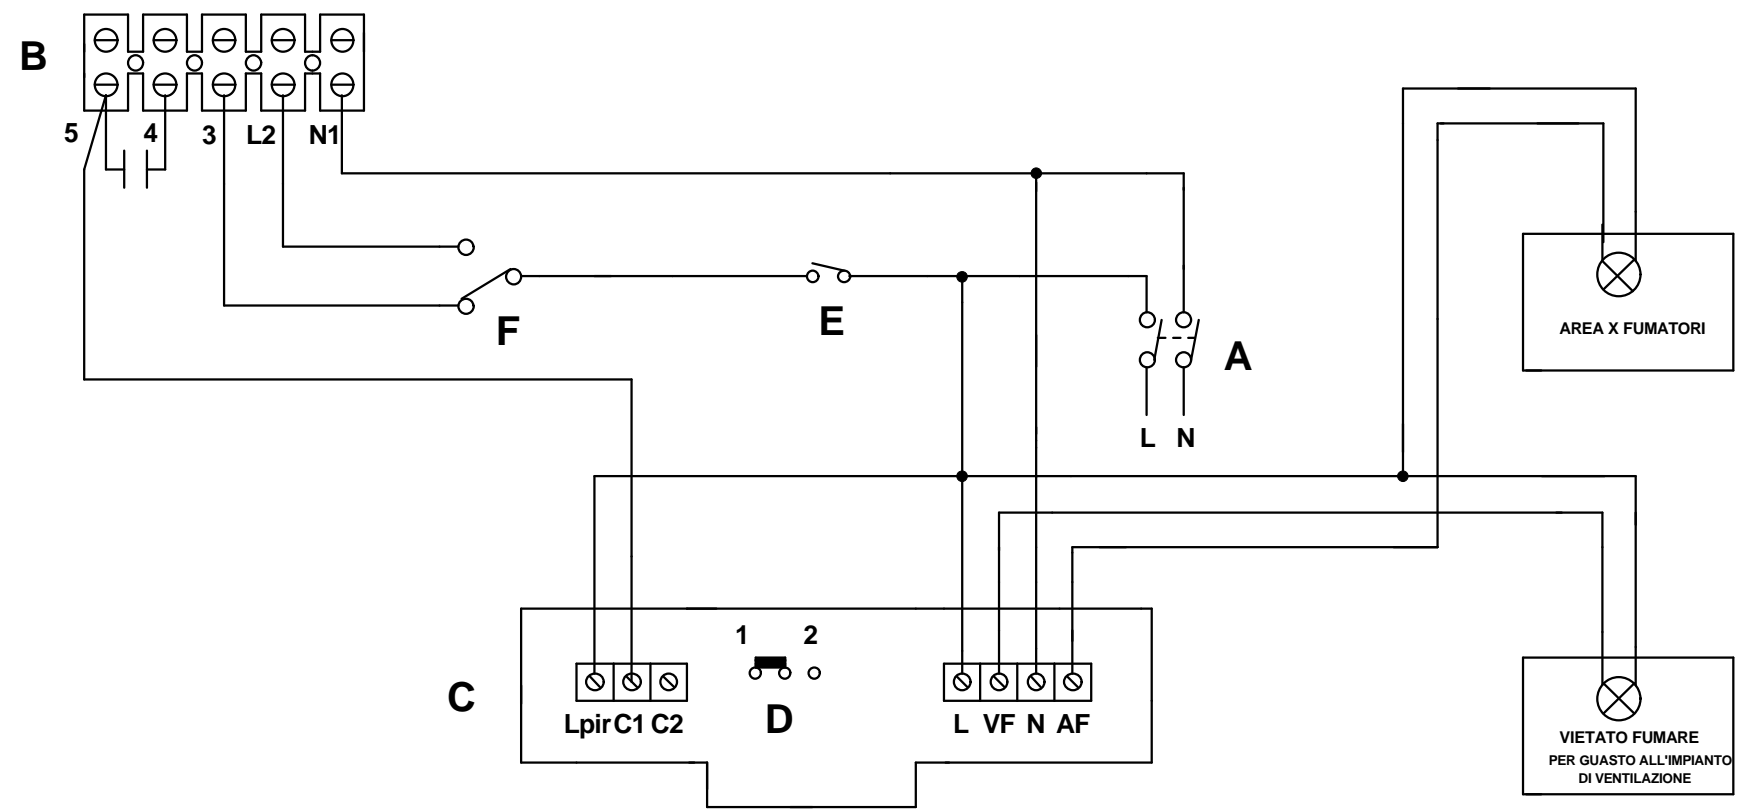 B
5 4 3 L2 N1
F
E
A
L N
AREA X FUMATORI
1 2
C
D
Lpir C1 C2
L VF N AF
VIETATO FUMARE
PER GUASTO ALL'IMPIANTO
DI VENTILAZIONE